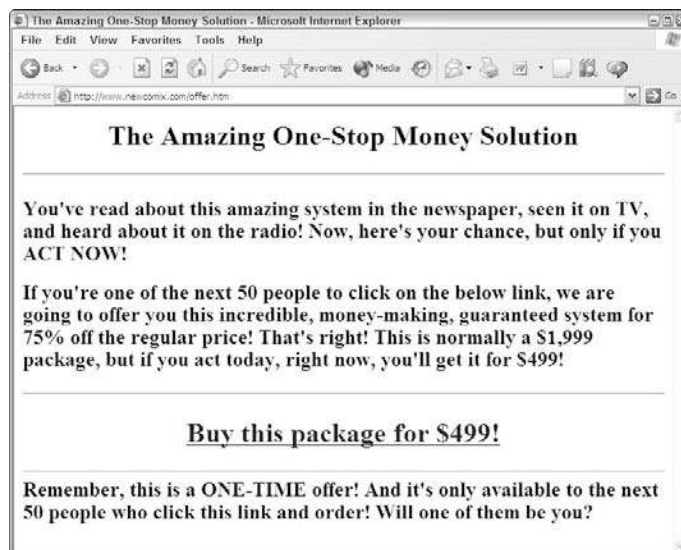 The Amazing One-Stop Money Solution - Microsoft Internet Explorer
File Edit View Favorites Tools Help
Back Search Favorites Media
Address http://www.newcomix.com/offer.htm Go
The Amazing One-Stop Money Solution
You've read about this amazing system in the newspaper, seen it on TV,
and heard about it on the radio! Now, here's your chance, but only if you
ACT NOW!
If you're one of the next 50 people to click on the below link, we are
going to offer you this incredible, money-making, guaranteed system for
75% off the regular price! That's right! This is normally a $1,999
package, but if you act today, right now, you'll get it for $499!
Buy this package for $499!
Remember, this is a ONE-TIME offer! And it's only available to the next
50 people who click this link and order! Will one of them be you?